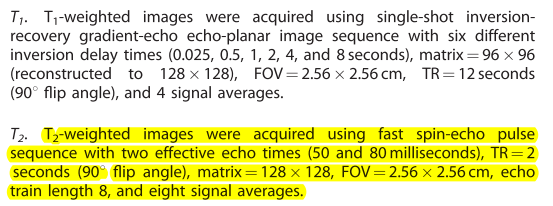 T₁. T₁-weighted images were acquired using single-shot inversion-
recovery gradient-echo echo-planar image sequence with six different
inversion delay times (0.025, 0.5, 1, 2, 4, and 8 seconds), matrix = 96 × 96
(reconstructed to 128 × 128), FOV = 2.56 × 2.56 cm, TR = 12 seconds
(90° flip angle), and 4 signal averages.
T₂. T₂-weighted images were acquired using fast spin-echo pulse
sequence with two effective echo times (50 and 80 milliseconds), TR = 2
seconds (90° flip angle), matrix = 128 × 128, FOV = 2.56 × 2.56 cm, echo
train length 8, and eight signal averages.